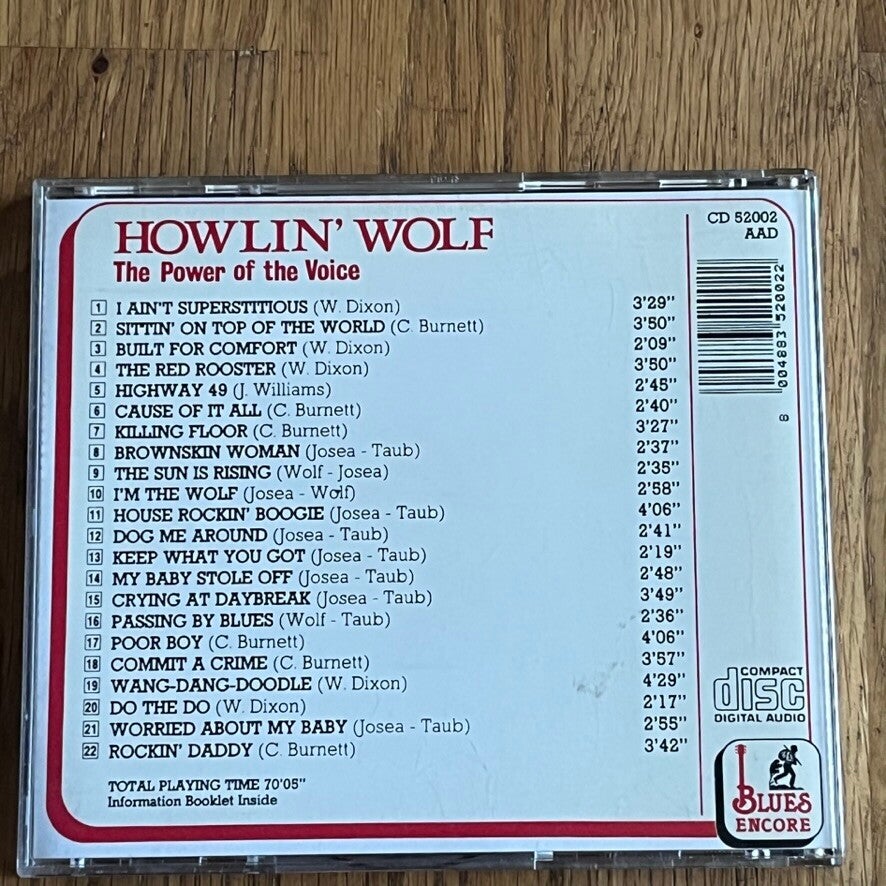 HOWLIN' WOLF
The Power of the Voice
CD 52002
AAD
1 I AIN'T SUPERSTITIOUS (W. Dixon) 3'29"
2 SITTIN' ON TOP OF THE WORLD (C. Burnett) 3'50"
3 BUILT FOR COMFORT (W. Dixon) 2'09"
4 THE RED ROOSTER (W. Dixon) 3'50"
5 HIGHWAY 49 (J. Williams) 2'45"
6 CAUSE OF IT ALL (C. Burnett) 2'40"
7 KILLING FLOOR (C. Burnett) 3'27"
8 BROWNSKIN WOMAN (Josea - Taub) 2'37"
9 THE SUN IS RISING (Wolf - Josea) 2'35"
10 I'M THE WOLF (Josea - Wolf) 2'58"
11 HOUSE ROCKIN' BOOGIE (Josea - Taub) 4'06"
12 DOG ME AROUND (Josea - Taub) 2'41"
13 KEEP WHAT YOU GOT (Josea - Taub) 2'19"
14 MY BABY STOLE OFF (Josea - Taub) 2'48"
15 CRYING AT DAYBREAK (Josea - Taub) 3'49"
16 PASSING BY BLUES (Wolf - Taub) 2'36"
17 POOR BOY (C. Burnett) 4'06"
18 COMMIT A CRIME (C. Burnett) 3'57"
19 WANG-DANG-DOODLE (W. Dixon) 4'29"
20 DO THE DO (W. Dixon) 2'17"
21 WORRIED ABOUT MY BABY (Josea - Taub) 2'55"
22 ROCKIN' DADDY (C. Burnett) 3'42"
TOTAL PLAYING TIME 70'05"
Information Booklet Inside
8 004883 520022
COMPACT
disc
DIGITAL AUDIO
BLUES
ENCORE